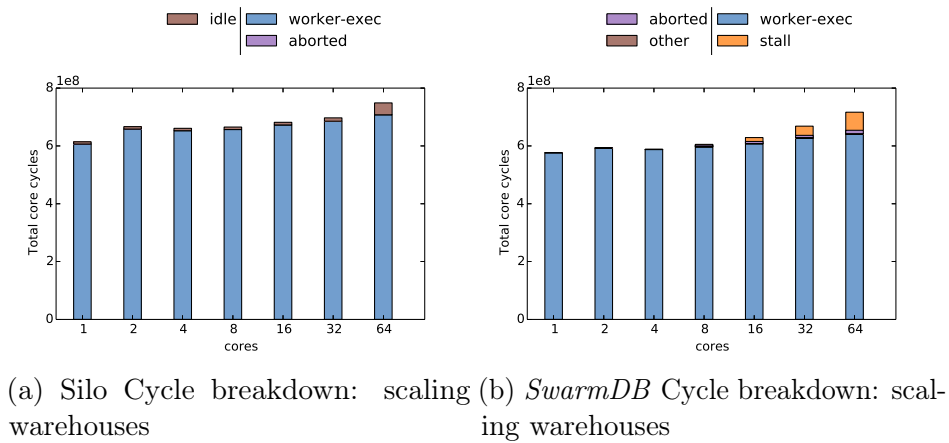 idle worker-exec
aborted
1e8
8
6
4
2
0
Total core cycles
1 2 4 8 16 32 64
cores
(a) Silo Cycle breakdown: scaling
warehouses
aborted worker-exec
other stall
1e8
8
6
4
2
0
Total core cycles
1 2 4 8 16 32 64
cores
(b) SwarmDB Cycle breakdown: scal-
ing warehouses